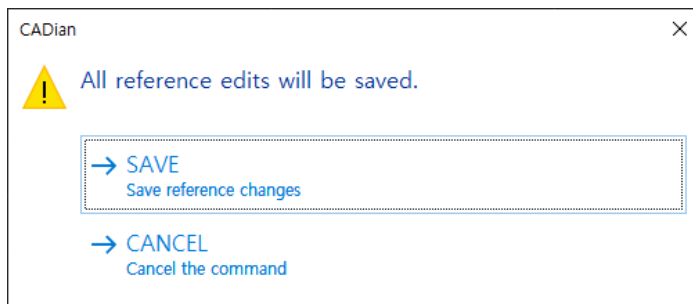 CADian
All reference edits will be saved.
SAVE
Save reference changes
CANCEL
Cancel the command